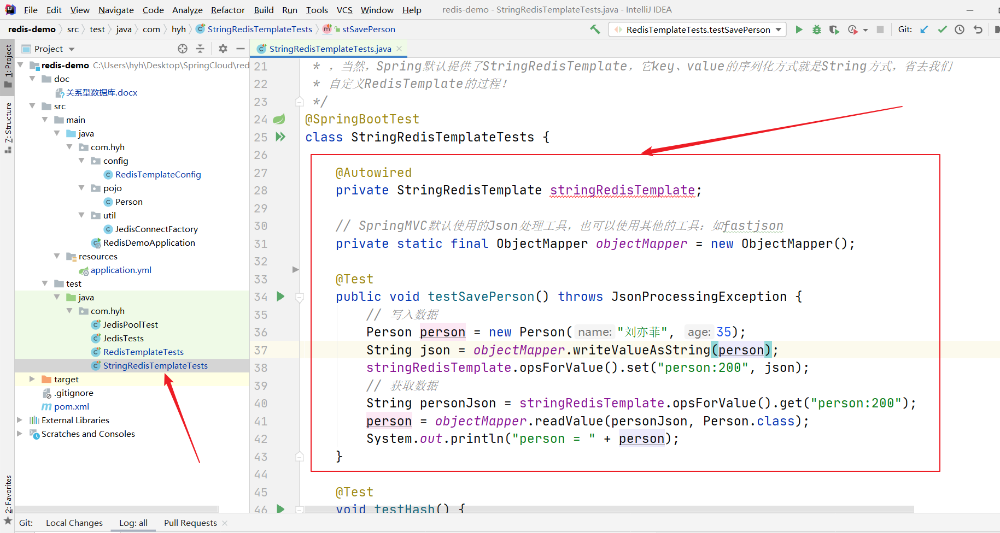 File Edit View Navigate Code Analyze Refactor Build Run Tools VCS Window Help redis-demo - StringRedisTemplateTests.java - IntelliJ IDEA
redis-demo src test java com hyh StringRedisTemplateTests stSavePerson RedisTemplateTests.testSavePerson Git:
1: Project
7: Structure
2: Favorites
Project
redis-demo C:\Users\hyh\Desktop\SpringCloud\red
doc
关系型数据库.docx
src
main
java
com.hyh
config
RedisTemplateConfig
pojo
Person
util
JedisConnectFactory
RedisDemoApplication
resources
application.yml
test
java
com.hyh
JedisPoolTest
JedisTests
RedisTemplateTests
StringRedisTemplateTests
target
.gitignore
pom.xml
External Libraries
Scratches and Consoles
StringRedisTemplateTests.java
21 * ，当然，Spring默认提供了StringRedisTemplate，它key、value的序列化方式就是String方式，省去我们
22 * 自定义RedisTemplate的过程！
23 */
24 @SpringBootTest
25 class StringRedisTemplateTests {
26
27 @Autowired
28 private StringRedisTemplate stringRedisTemplate;
29
30 // SpringMVC默认使用的Json处理工具，也可以使用其他的工具：如fastjson
31 private static final ObjectMapper objectMapper = new ObjectMapper();
32
33 @Test
34 public void testSavePerson() throws JsonProcessingException {
35 // 写入数据
36 Person person = new Person( name: "刘亦菲", age: 35);
37 String json = objectMapper.writeValueAsString(person);
38 stringRedisTemplate.opsForValue().set("person:200", json);
39 // 获取数据
40 String personJson = stringRedisTemplate.opsForValue().get("person:200");
41 person = objectMapper.readValue(personJson, Person.class);
42 System.out.println("person = " + person);
43 }
44
45 @Test
46 void testHash() {
Git: Local Changes Log: all Pull Requests